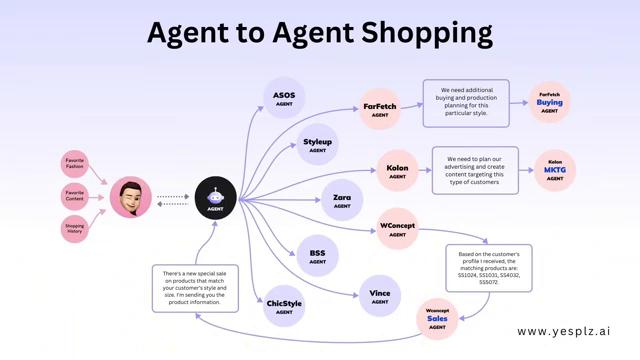 Agent to Agent Shopping
ASOS
AGENT
FarFetch
AGENT
We need additional
buying and production
planning for this
particular style.
FarFetch
Buying
AGENT
Styleup
AGENT
Favorite
Fashion
Favorite
Content
Shopping
History
AGENT
Kolon
AGENT
We need to plan our
advertising and create
content targeting this
type of customers
Kolon
MKTG
AGENT
Zara
AGENT
WConcept
AGENT
BSS
AGENT
Based on the customer's
profile I received, the
matching products are:
SS1024, SS1031, SS4032,
SS5072.
There's a new special sale
on products that match
your customer's style and
size. I'm sending you the
product information.
ChicStyle
AGENT
Vince
AGENT
Wconcept
Sales
AGENT
www.yesplz.ai